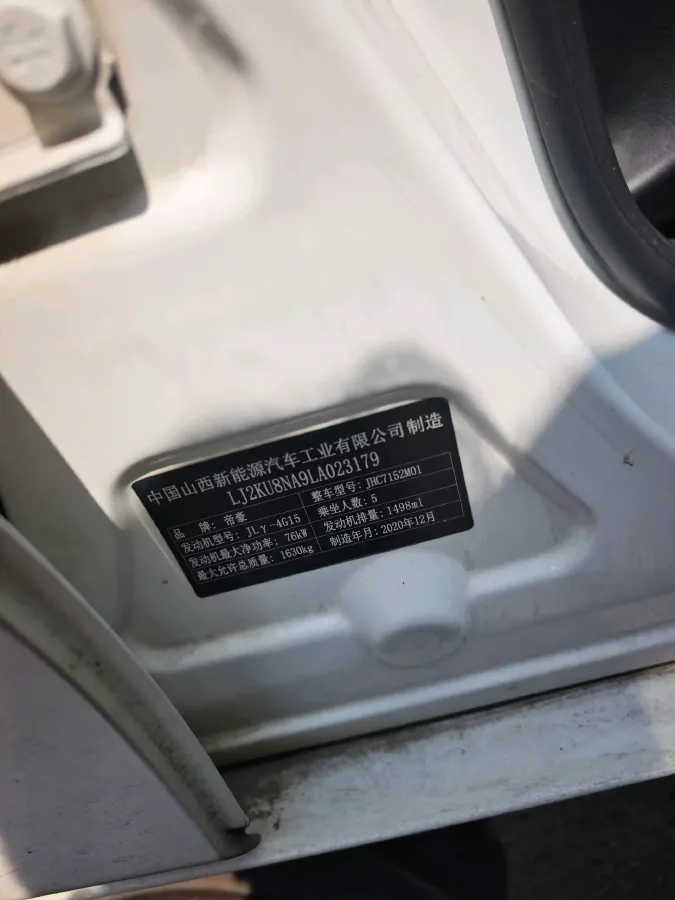 中国山西新能源汽车工业有限公司制造
LJ2KU8NA9LA023179
品 牌: 帝豪 整车型号: JHC7152M01
发动机型号: JLγ-4G15 乘坐人数: 5
发动机最大净功率: 76kW 发动机排量: 1498ml
最大允许总质量: 1630kg 制造年月: 2020年12月